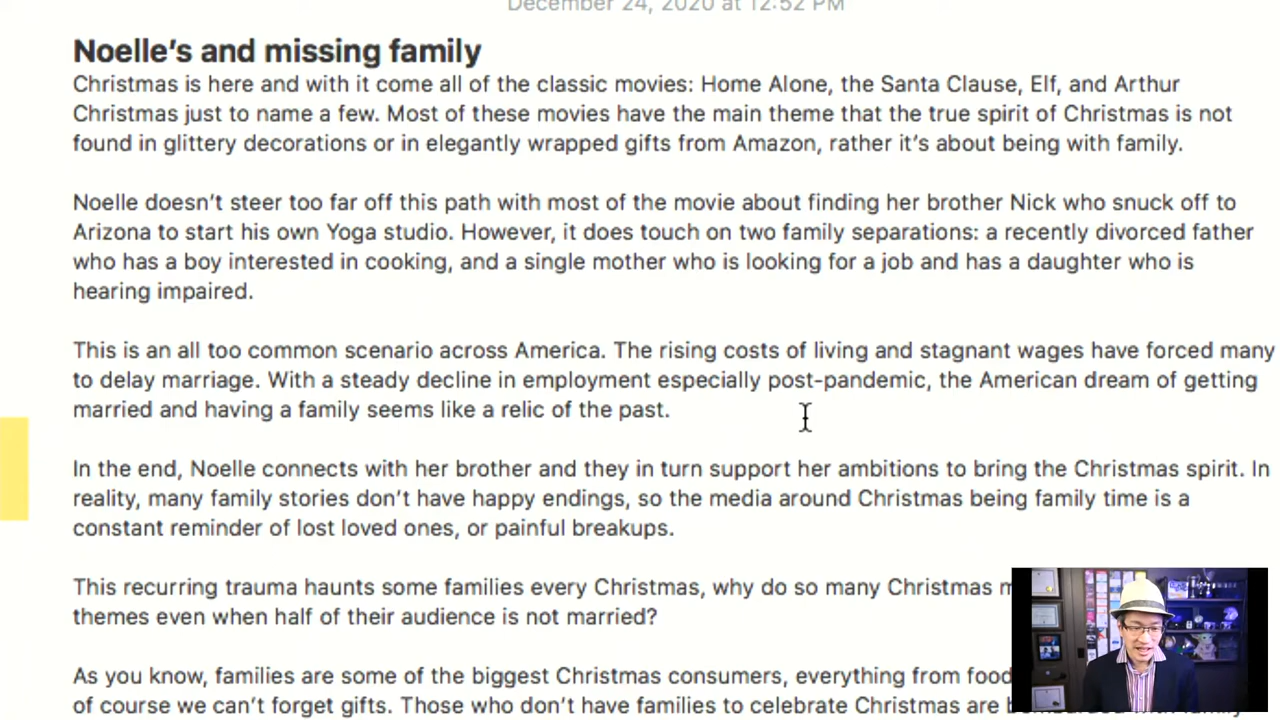 December 24, 2020 at 12:52 PM
Noelle’s and missing family
Christmas is here and with it come all of the classic movies: Home Alone, the Santa Clause, Elf, and Arthur
Christmas just to name a few. Most of these movies have the main theme that the true spirit of Christmas is not
found in glittery decorations or in elegantly wrapped gifts from Amazon, rather it’s about being with family.
Noelle doesn’t steer too far off this path with most of the movie about finding her brother Nick who snuck off to
Arizona to start his own Yoga studio. However, it does touch on two family separations: a recently divorced father
who has a boy interested in cooking, and a single mother who is looking for a job and has a daughter who is
hearing impaired.
This is an all too common scenario across America. The rising costs of living and stagnant wages have forced many
to delay marriage. With a steady decline in employment especially post-pandemic, the American dream of getting
married and having a family seems like a relic of the past.
In the end, Noelle connects with her brother and they in turn support her ambitions to bring the Christmas spirit. In
reality, many family stories don’t have happy endings, so the media around Christmas being family time is a
constant reminder of lost loved ones, or painful breakups.
This recurring trauma haunts some families every Christmas, why do so many Christmas
themes even when half of their audience is not married?
As you know, families are some of the biggest Christmas consumers, everything from food
of course we can’t forget gifts. Those who don’t have families to celebrate Christmas are